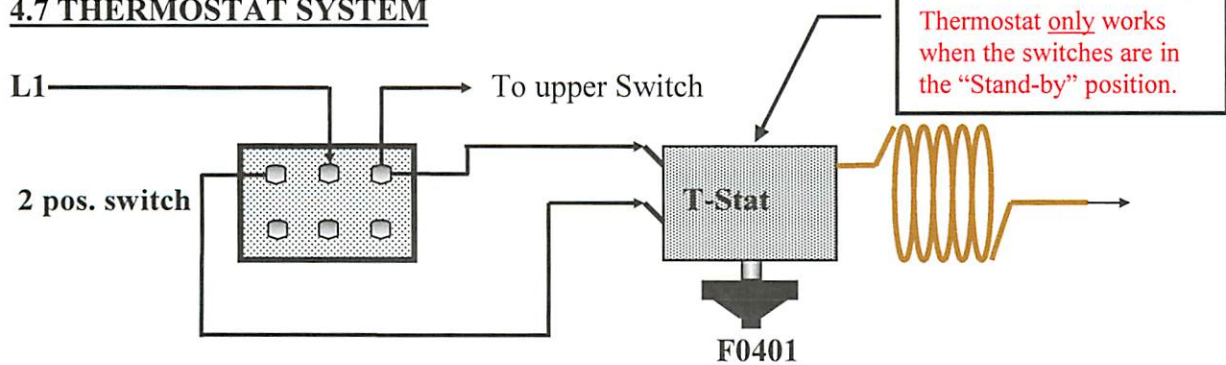 4.7 THERMOSTAT SYSTEM
Thermostat only works
when the switches are in
the “Stand-by” position.
L1
To upper Switch
2 pos. switch
T-Stat
F0401